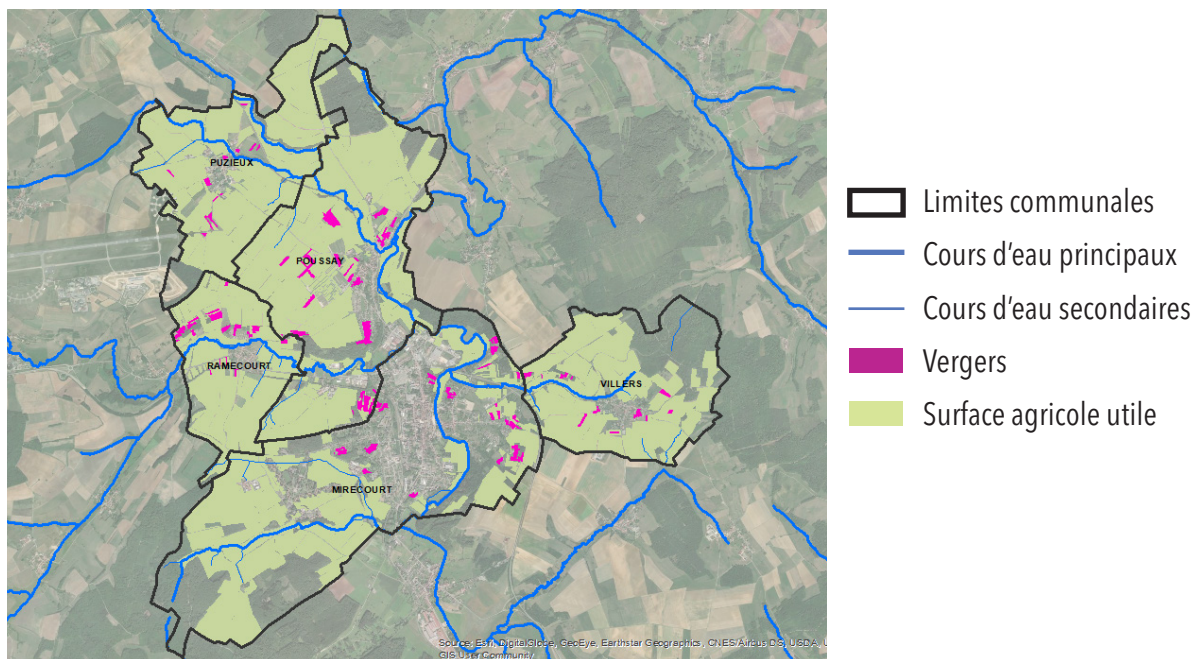 PUZIEUX
POUSSAY
RAMECOURT
VILLERS
MIRECOURT
Source: Esri, DigitalGlobe, GeoEye, Earthstar Geographics, CNES/Airbus DS, USDA, U
GIS User Community
Limites communales
Cours d’eau principaux
Cours d’eau secondaires
Vergers
Surface agricole utile